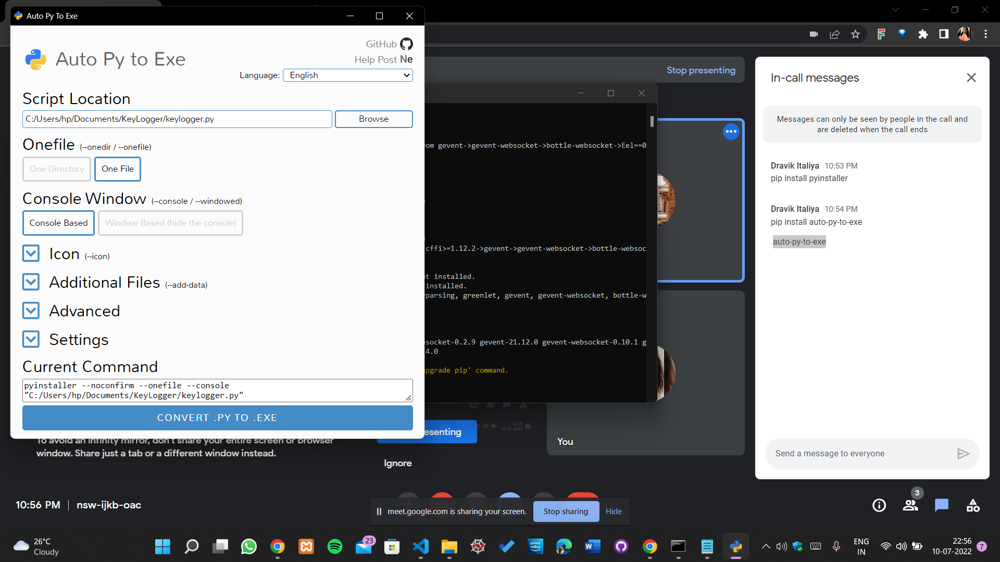 Auto Py To Exe
Auto Py to Exe
GitHub
Help Post Ne
Language: English
Script Location
C:/Users/hp/Documents/KeyLogger/keylogger.py
Browse
Onefile (--onedir / --onefile)
One Directory
One File
Console Window (--console / --windowed)
Console Based
Window Based (hide the console)
Icon (--icon)
Additional Files (--add-data)
Advanced
Settings
Current Command
pyinstaller --noconfirm --onefile --console
"C:/Users/hp/Documents/KeyLogger/keylogger.py"
CONVERT .PY TO .EXE
Stop presenting
om gevent->gevent-websocket->bottle-websocket->Eel==0
cffi>=1.12.2->gevent->gevent-websocket->bottle-websoc
t installed.
installed.
parsing, greenlet, gevent, gevent-websocket, bottle-w
socket-0.2.9 gevent-21.12.0 gevent-websocket-0.10.1 g
4.0
upgrade pip' command.
To avoid an infinity mirror, don't share your entire screen or browser
window. Share just a tab or a different window instead.
esenting
Ignore
22:56
10-07-2022
You
In-call messages
Messages can only be seen by people in the call and
are deleted when the call ends
Dravik Italiya 10:53 PM
pip install pyinstaller
Dravik Italiya 10:54 PM
pip install auto-py-to-exe
auto-py-to-exe
Send a message to everyone
10:56 PM | nsw-ijkb-oac
meet.google.com is sharing your screen.
Stop sharing
Hide
3
26°C
Cloudy
23
prime video
ENG
IN
22:56
10-07-2022
7